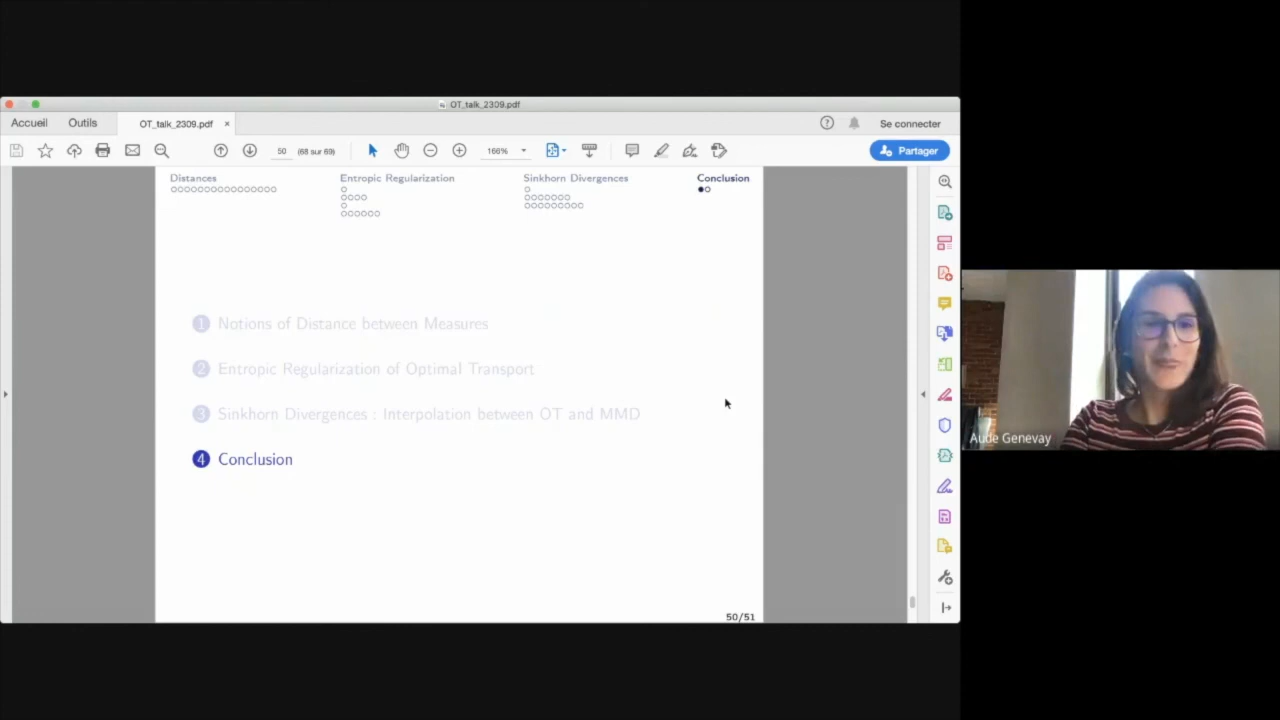 OT_talk_2309.pdf
Accueil Outils OT_talk_2309.pdf × Se connecter
50 (68 sur 69) 166% Partager
Distances Entropic Regularization Sinkhorn Divergences Conclusion
1 Notions of Distance between Measures
2 Entropic Regularization of Optimal Transport
3 Sinkhorn Divergences : Interpolation between OT and MMD
4 Conclusion
50/51
Aude Genevay